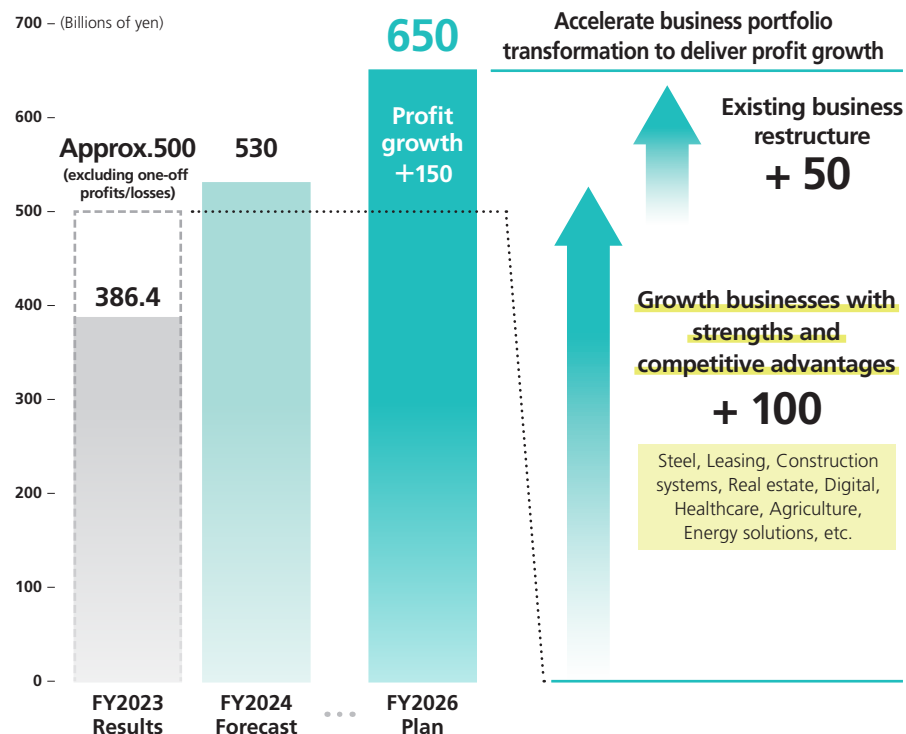 700 – (Billions of yen)
600 –
500 –
400 –
300 –
200 –
100 –
0 –
Approx.500
(excluding one-off
profits/losses)
386.4
530
650
Profit
growth
+150
FY2023
Results
FY2024
Forecast
...
FY2026
Plan
Accelerate business portfolio
transformation to deliver profit growth
Existing business
restructure
+ 50
Growth businesses with
strengths and
competitive advantages
+ 100
Steel, Leasing, Construction
systems, Real estate, Digital,
Healthcare, Agriculture,
Energy solutions, etc.